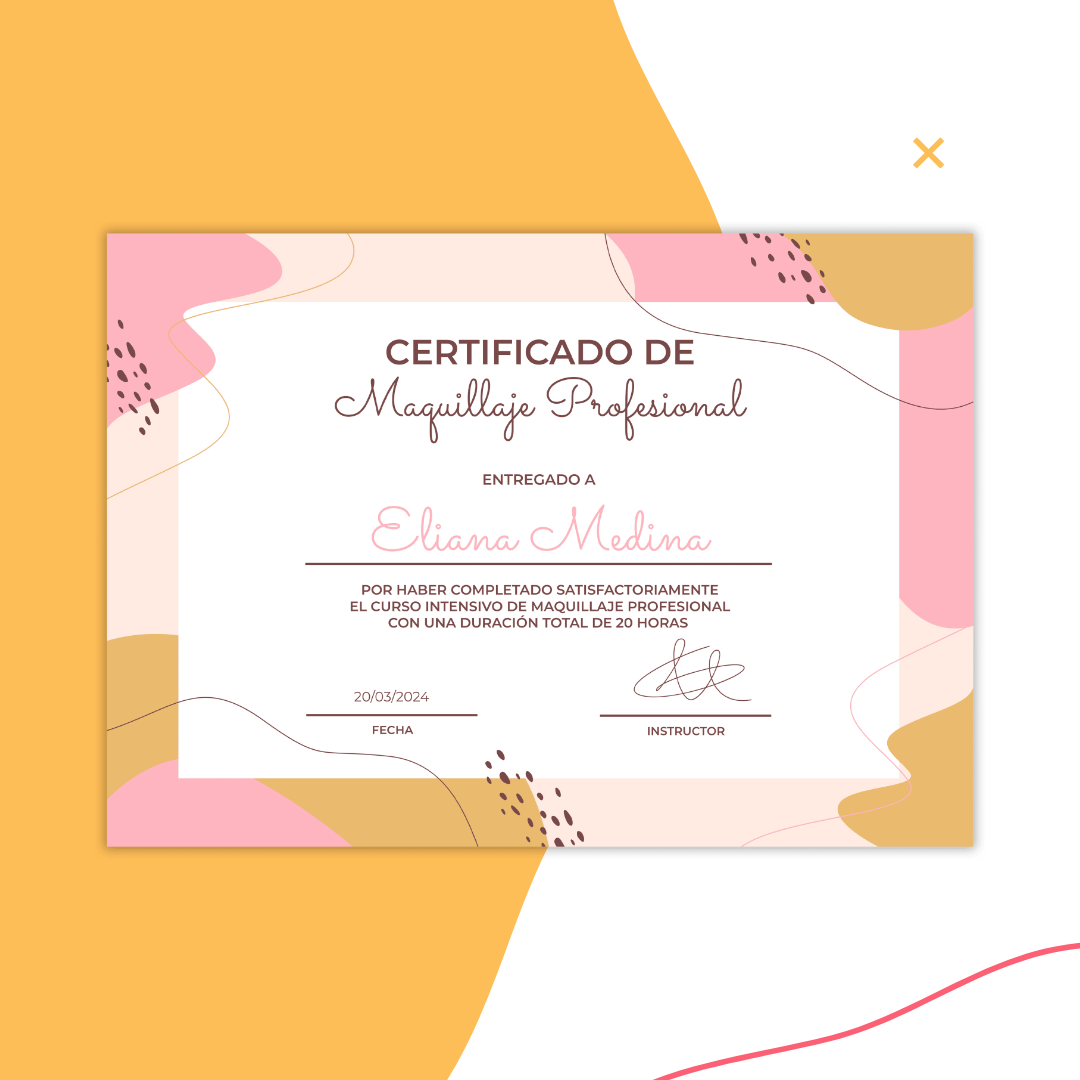 CERTIFICADO DE
Maquillaje Profesional
ENTREGADO A
Eliana Medina
POR HABER COMPLETADO SATISFACTORIAMENTE
EL CURSO INTENSIVO DE MAQUILLAJE PROFESIONAL
CON UNA DURACIÓN TOTAL DE 20 HORAS
20/03/2024
FECHA
INSTRUCTOR